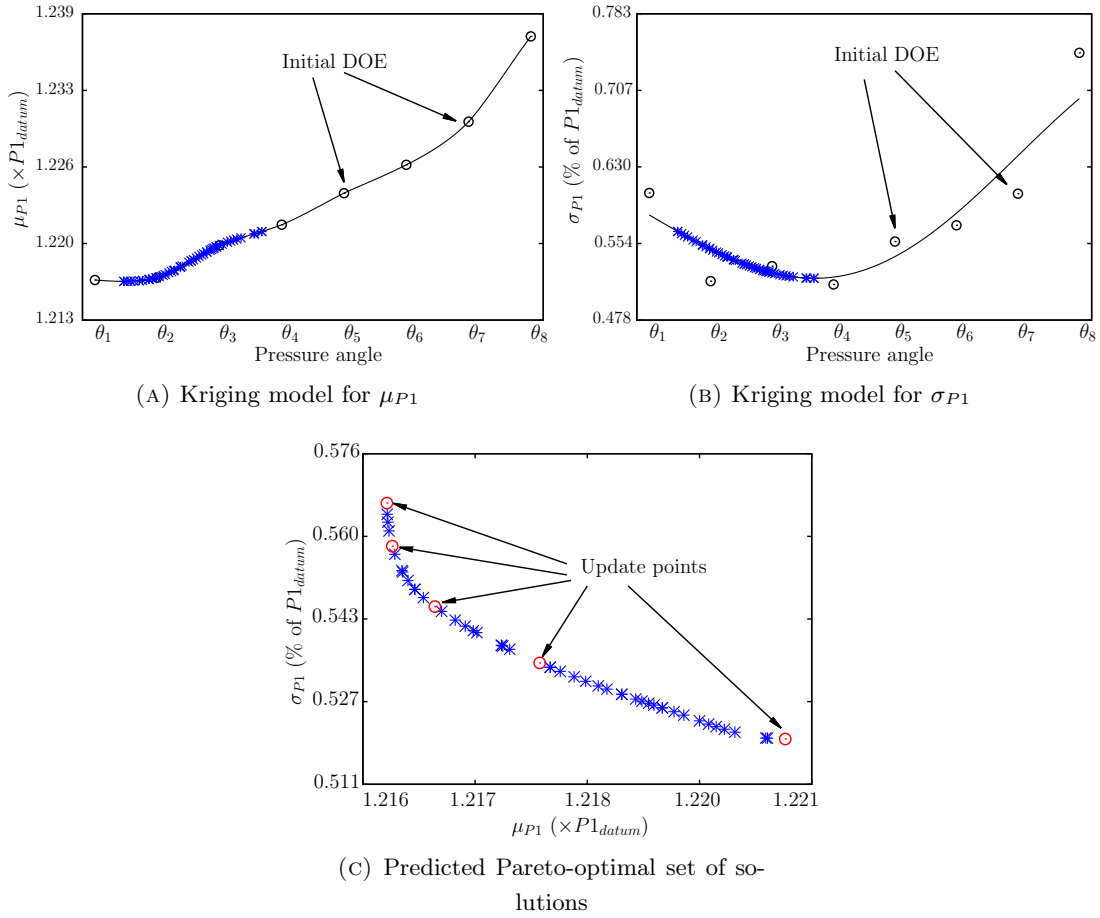 1.239
1.233
1.226
1.220
1.213
μP1 (×P1datum)
Initial DOE
θ1 θ2 θ3 θ4 θ5 θ6 θ7 θ8
Pressure angle
(A) Kriging model for μP1
0.783
0.707
0.630
0.554
0.478
σP1 (% of P1datum)
Initial DOE
θ1 θ2 θ3 θ4 θ5 θ6 θ7 θ8
Pressure angle
(B) Kriging model for σP1
0.576
0.560
0.543
0.527
0.511
σP1 (% of P1datum)
Update points
1.216 1.217 1.218 1.220 1.221
μP1 (×P1datum)
(C) Predicted Pareto-optimal set of so-
lutions